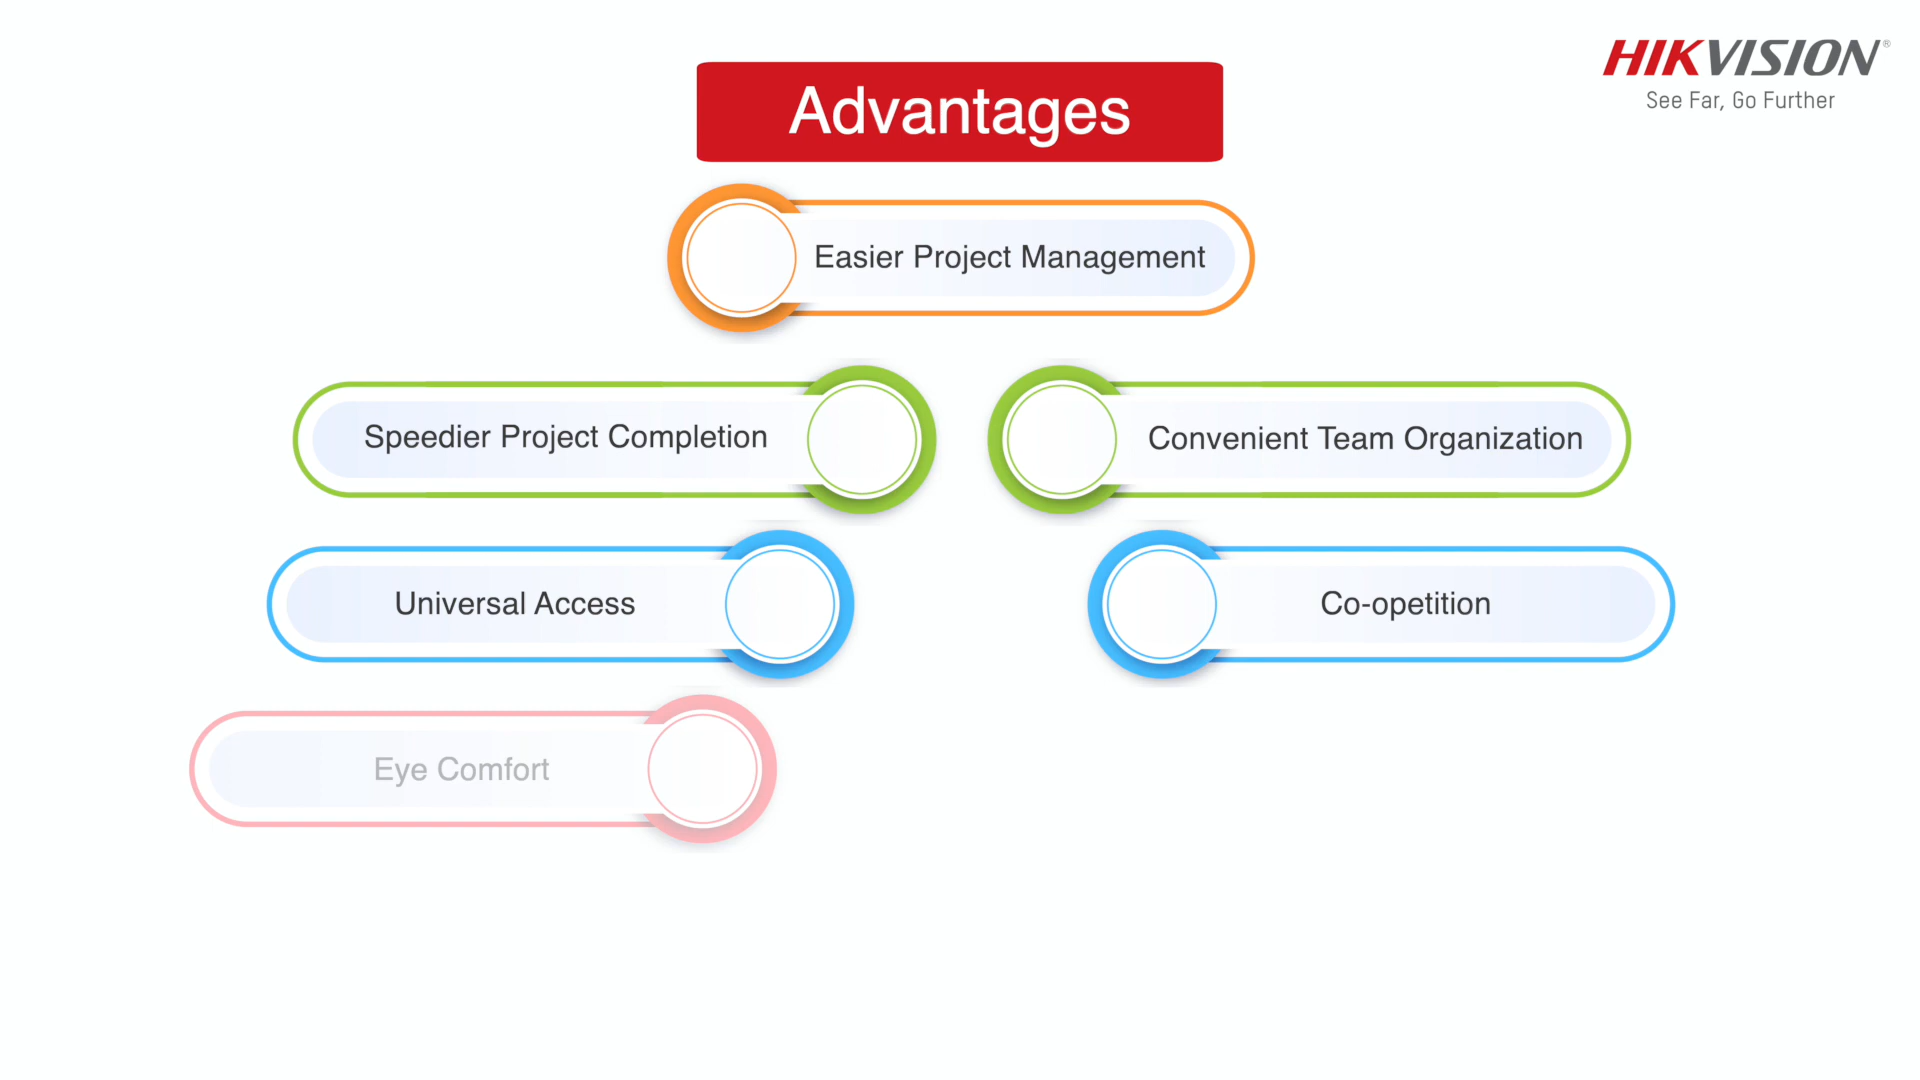 HIKVISION®
See Far, Go Further
Advantages
Easier Project Management
Speedier Project Completion
Convenient Team Organization
Universal Access
Co-opetition
Eye Comfort